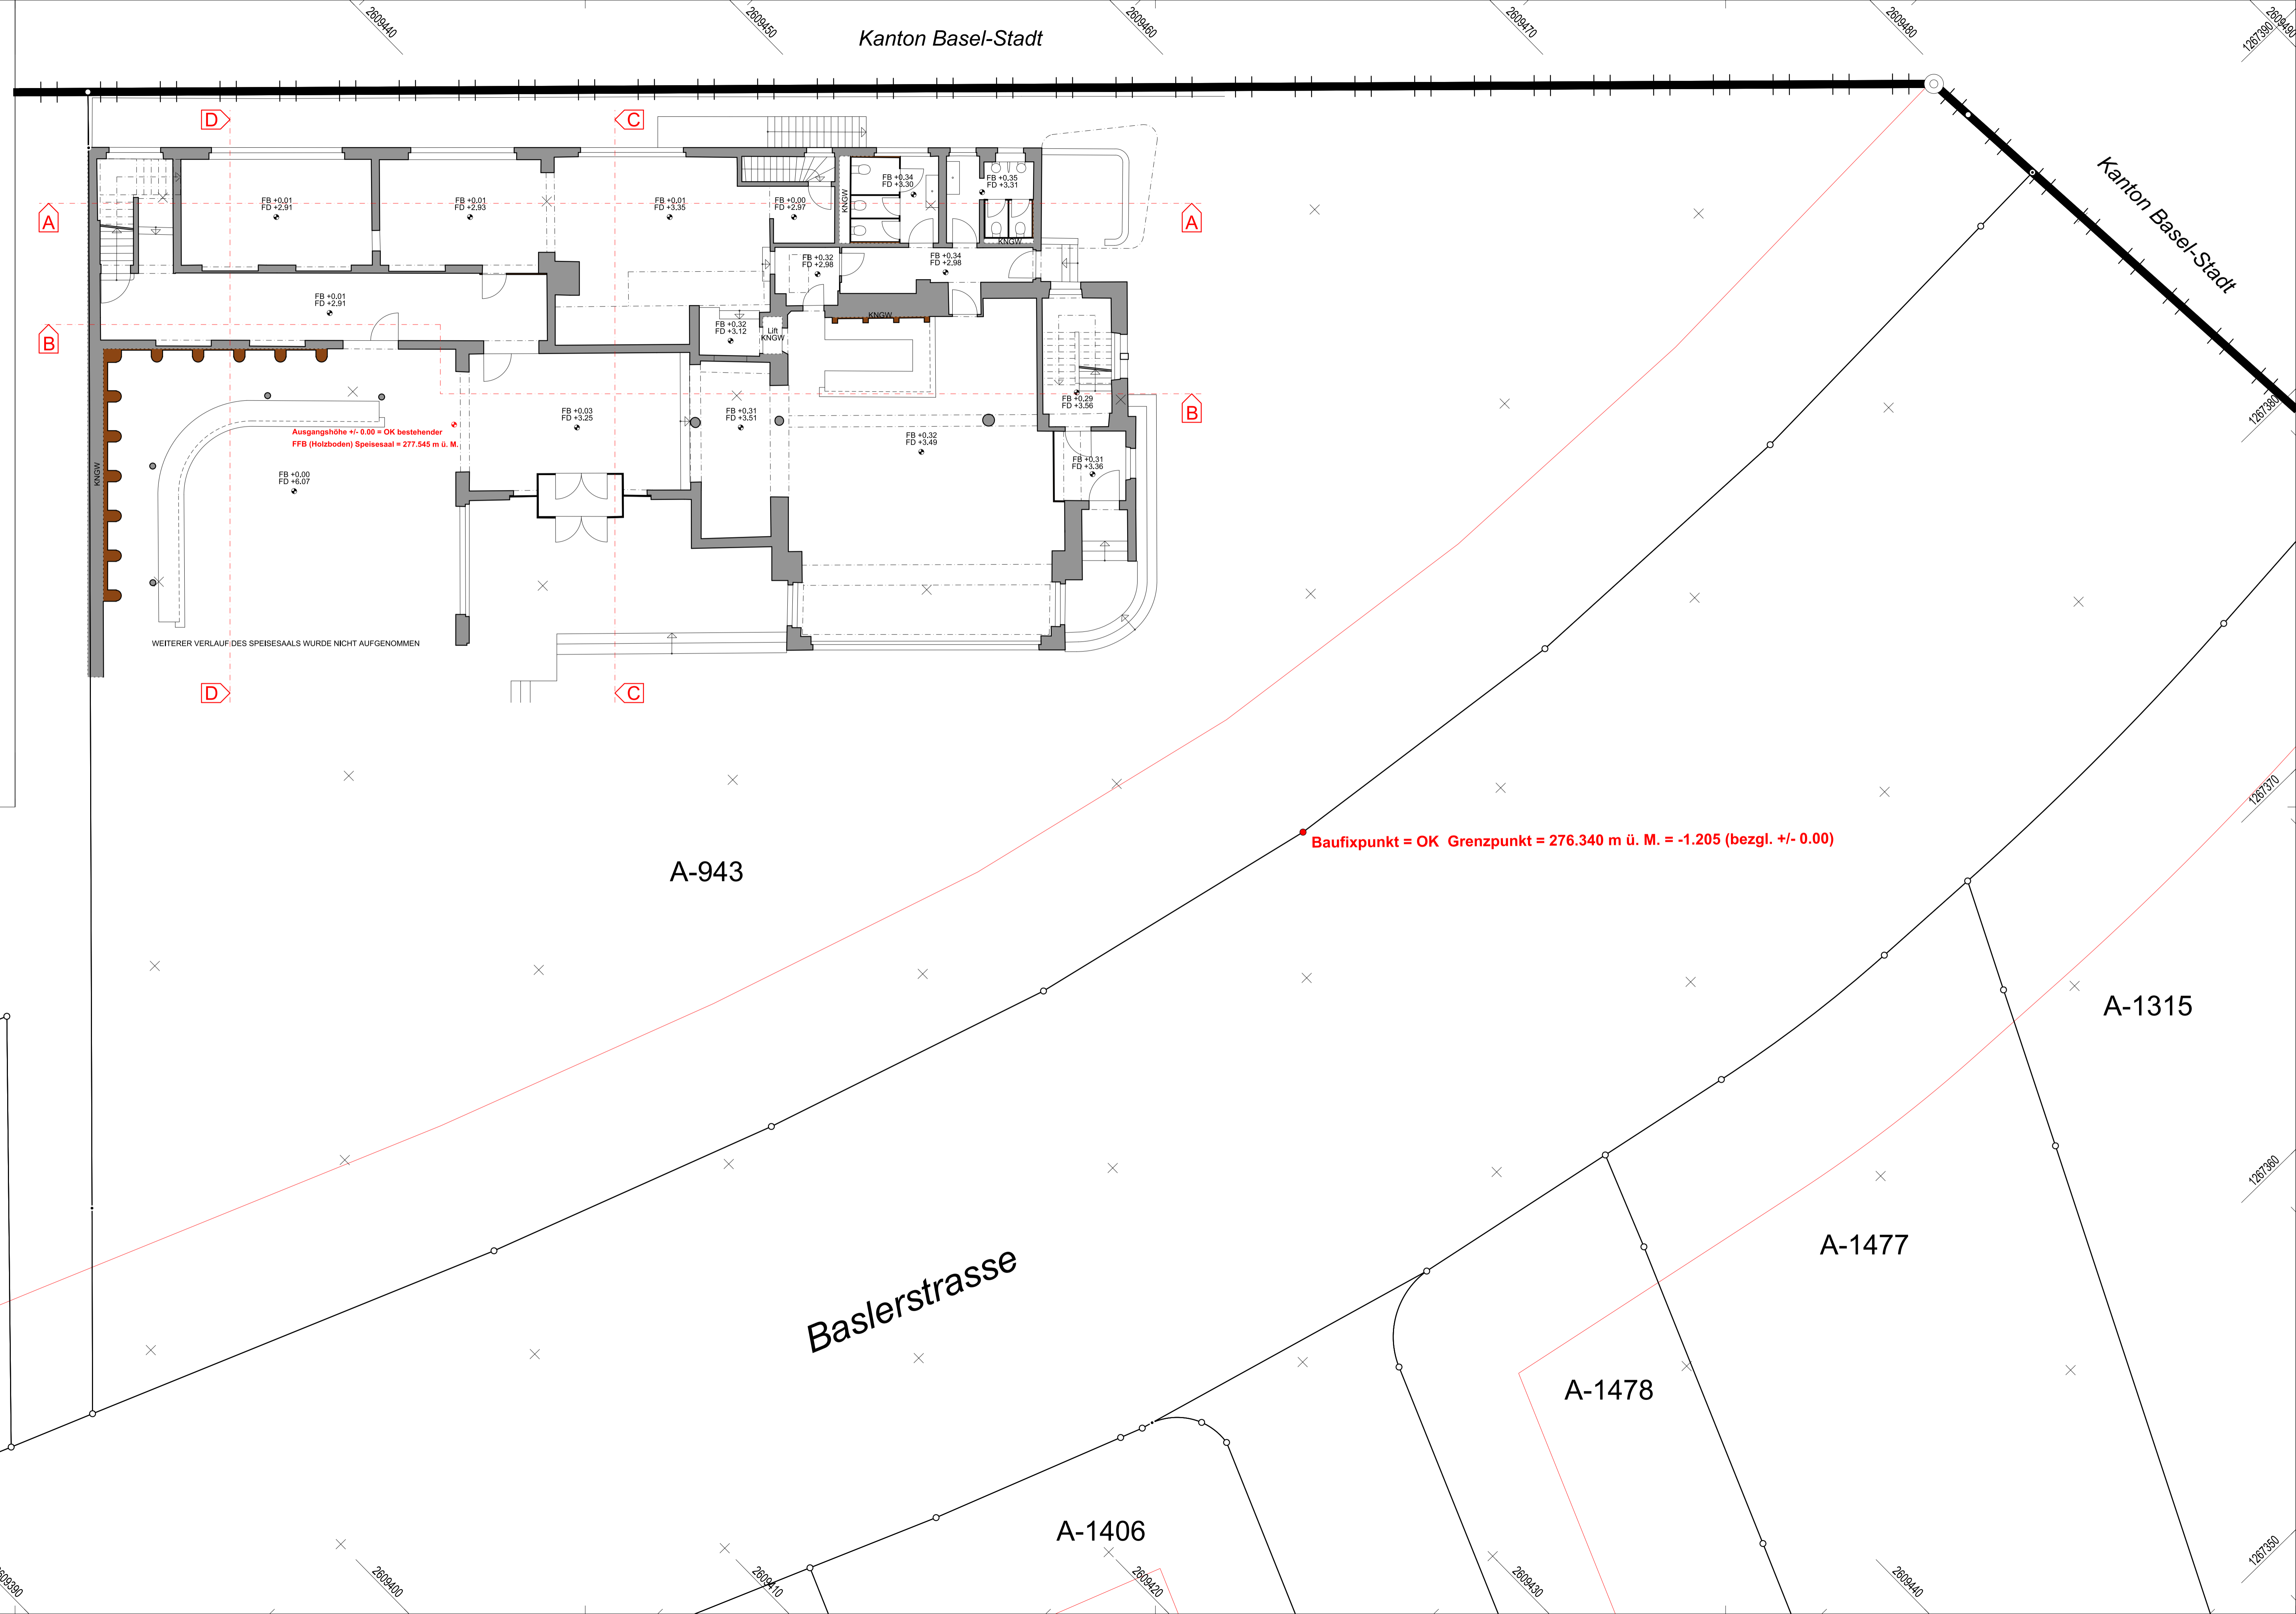 2609440
2609450
2609460
2609470
2609480
2609490
1267390
Kanton Basel-Stadt
Kanton Basel-Stadt
D
C
A
A
FB +0.01
FD +2.91
FB +0.01
FD +2.93
FB +0.01
FD +3.35
FB +0.00
FD +2.97
KNGW
FB +0.34
FD +3.30
FB +0.35
FD +3.31
KNGW
FB +0.32
FD +2.98
FB +0.34
FD +2.98
FB +0.01
FD +2.91
B
FB +0.32
FD +3.12
Lift
KNGW
KNGW
B
FB +0.29
FD +3.56
1267380
FB +0.03
FD +3.25
FB +0.31
FD +3.51
FB +0.32
FD +3.49
Ausgangshöhe +/- 0.00 = OK bestehender
FFB (Holzboden) Speisesaal = 277.545 m ü. M.
FB +0.31
FD +3.36
KNGW
FB +0.00
FD +6.07
WEITERER VERLAUF DES SPEISESAALS WURDE NICHT AUFGENOMMEN
D
C
1267370
Baufixpunkt = OK Grenzpunkt = 276.340 m ü. M. = -1.205 (bezgl. +/- 0.00)
A-943
A-1315
1267360
A-1477
Baslerstrasse
A-1478
A-1406
1267350
2609400
2609410
2609420
2609430
2609440